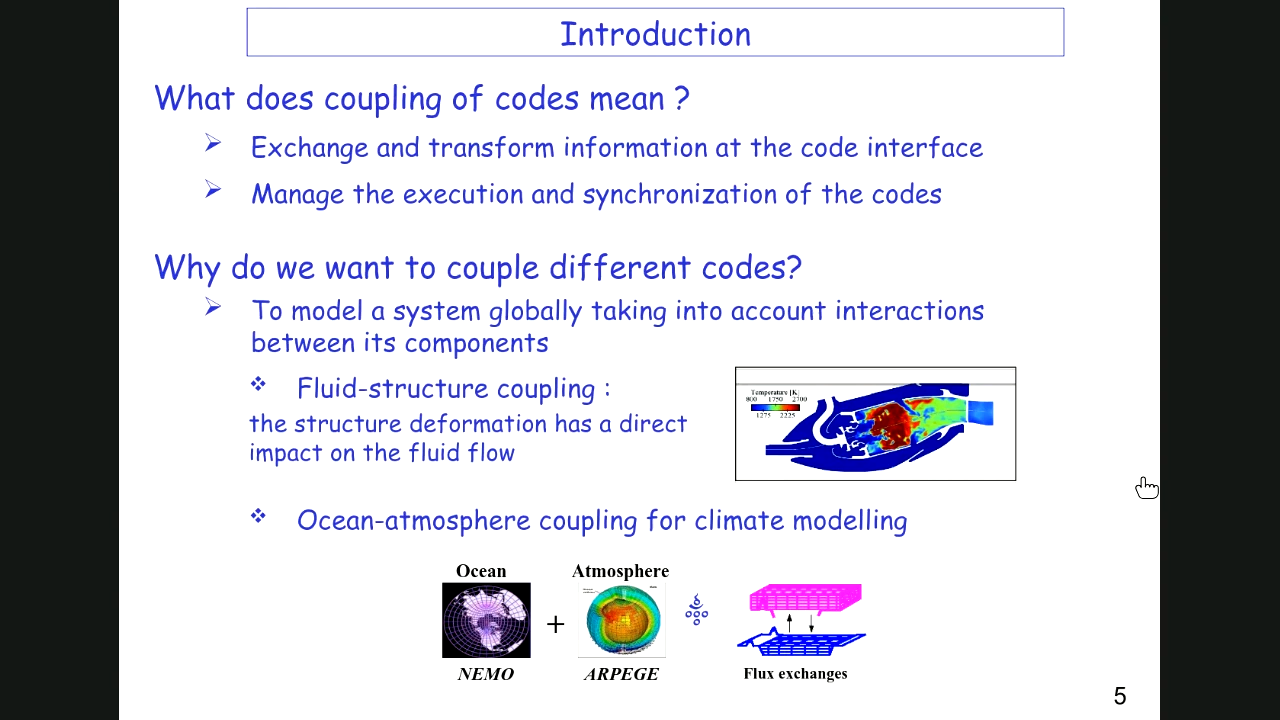 Introduction
What does coupling of codes mean ?
Exchange and transform information at the code interface
Manage the execution and synchronization of the codes
Why do we want to couple different codes?
To model a system globally taking into account interactions
between its components
Fluid-structure coupling :
the structure deformation has a direct
impact on the fluid flow
Temperature [K]
800 1750 2700
1275 2225
Ocean-atmosphere coupling for climate modelling
Ocean Atmosphere
+
NEMO ARPEGE Flux exchanges
5